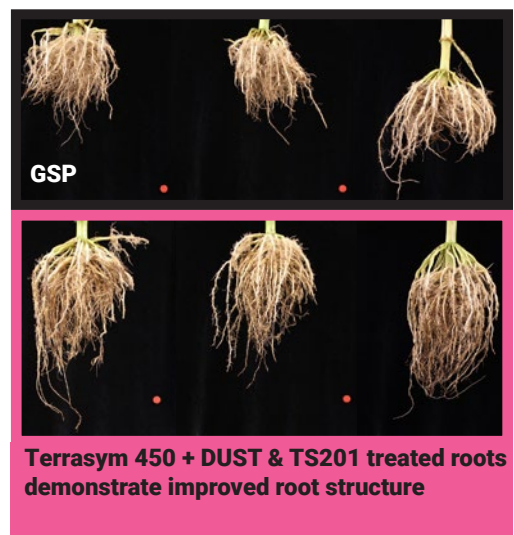 GSP
Terrasym 450 + DUST & TS201 treated roots
demonstrate improved root structure